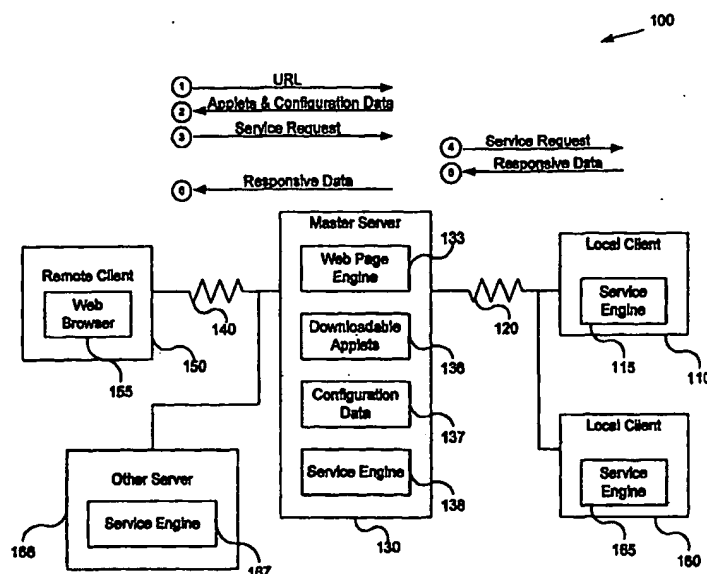 100
1 URL
2 Applets & Configuration Data
3 Service Request
4 Service Request
5 Responsive Data
6 Responsive Data
Master Server
133
Web Page Engine
Remote Client
Web Browser
155
150
140
120
Local Client
Service Engine
115
110
Downloadable Applets
136
Configuration Data
137
Service Engine
138
130
Other Server
Service Engine
166
167
Local Client
Service Engine
165
160